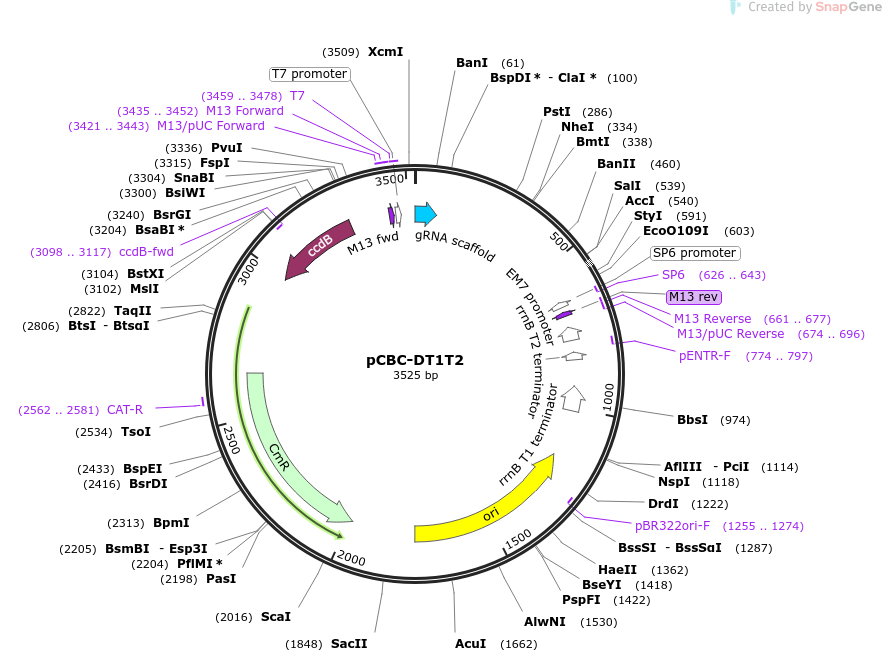 Created by SnapGene
(3509) XcmI
T7 promoter
(3459 .. 3478) T7
(3435 .. 3452) M13 Forward
(3421 .. 3443) M13/pUC Forward
(3336) PvuI
(3315) FspI
(3304) SnaBI
(3300) BsiWI
(3240) BsrGI
(3204) BsaBI *
(3098 .. 3117) ccdB-fwd
(3104) BstXI
(3102) MslI
(2822) TaqII
(2806) BtsI - BtsαI
(2562 .. 2581) CAT-R
(2534) TsoI
(2433) BspEI
(2416) BsrDI
(2313) BpmI
(2205) BsmBI - Esp3I
(2204) PflMI *
(2198) PasI
(2016) ScaI
(1848) SacII
BanI (61)
BspDI * - ClaI * (100)
PstI (286)
NheI (334)
BmtI (338)
BanII (460)
SalI (539)
AccI (540)
StyI (591)
EcoO109I (603)
SP6 promoter
SP6 (626 .. 643)
M13 rev
M13 Reverse (661 .. 677)
M13/pUC Reverse (674 .. 696)
pENTR-F (774 .. 797)
BbsI (974)
AflIII - PciI (1114)
NspI (1118)
DrdI (1222)
pBR322ori-F (1255 .. 1274)
BssSI - BssSαI (1287)
HaeII (1362)
BseYI (1418)
PspFI (1422)
AlwNI (1530)
AcuI (1662)
3500
500
1000
1500
2000
2500
3000
ccdB
M13 fwd
gRNA scaffold
EM7 promoter
rrnB T2 terminator
rrnB T1 terminator
ori
CmR
pCBC-DT1T2
3525 bp